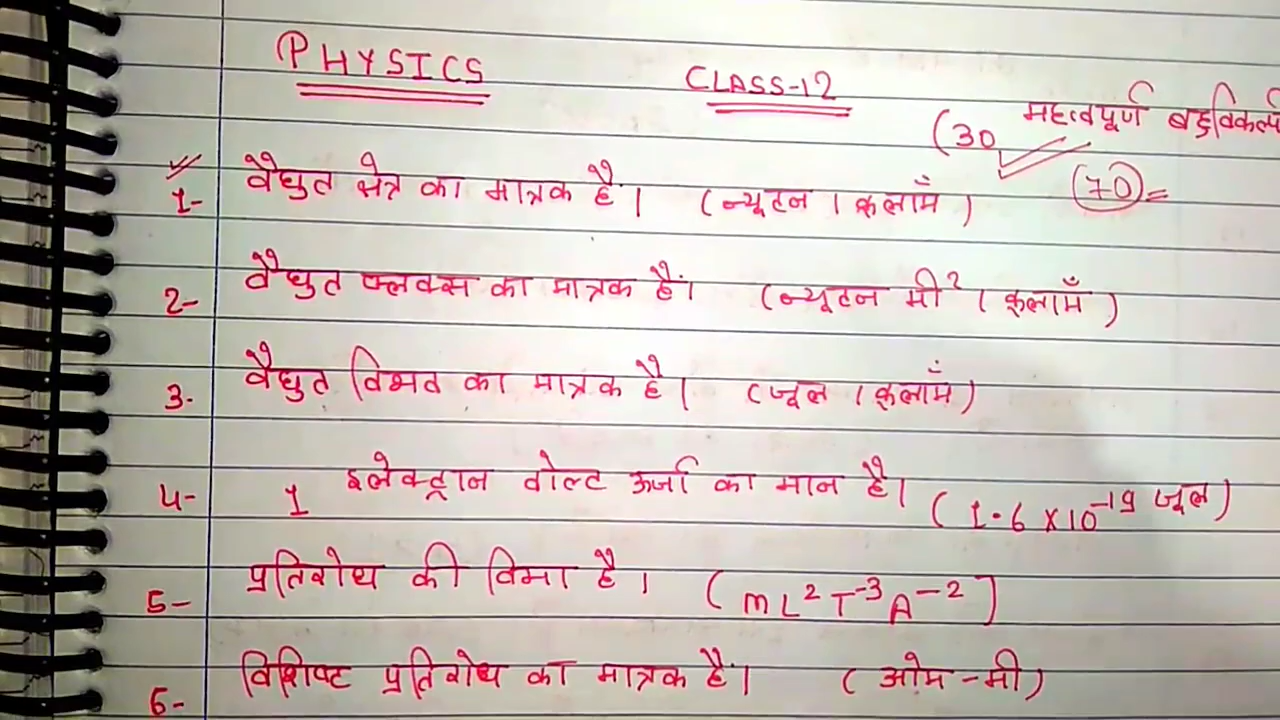 PHYSICS CLASS-12
(30 महत्वपूर्ण बहुविकल्पी
(70)=
1- वैधुत क्षेत्र का मात्रक है। (न्यूटन / कूलॉम)
2- वैधुत फ्लक्स का मात्रक है। (न्यूटन मी² / कूलॉम)
3. वैधुत विभव का मात्रक है। (जूल / कूलॉम)
4- 1 इलेक्ट्रान वोल्ट ऊर्जा का मान है। (1.6 X10⁻¹⁹ जूल)
5- प्रतिरोध की विमा है। (mL²T⁻³A⁻²]
6- विशिष्ट प्रतिरोध का मात्रक है। (ओम-मी)